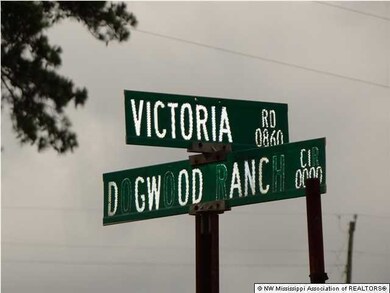 VICTORIA RD
0860
DOGWOOD RANCH CIR
0000
© NW Mississippi Association of REALTORS®